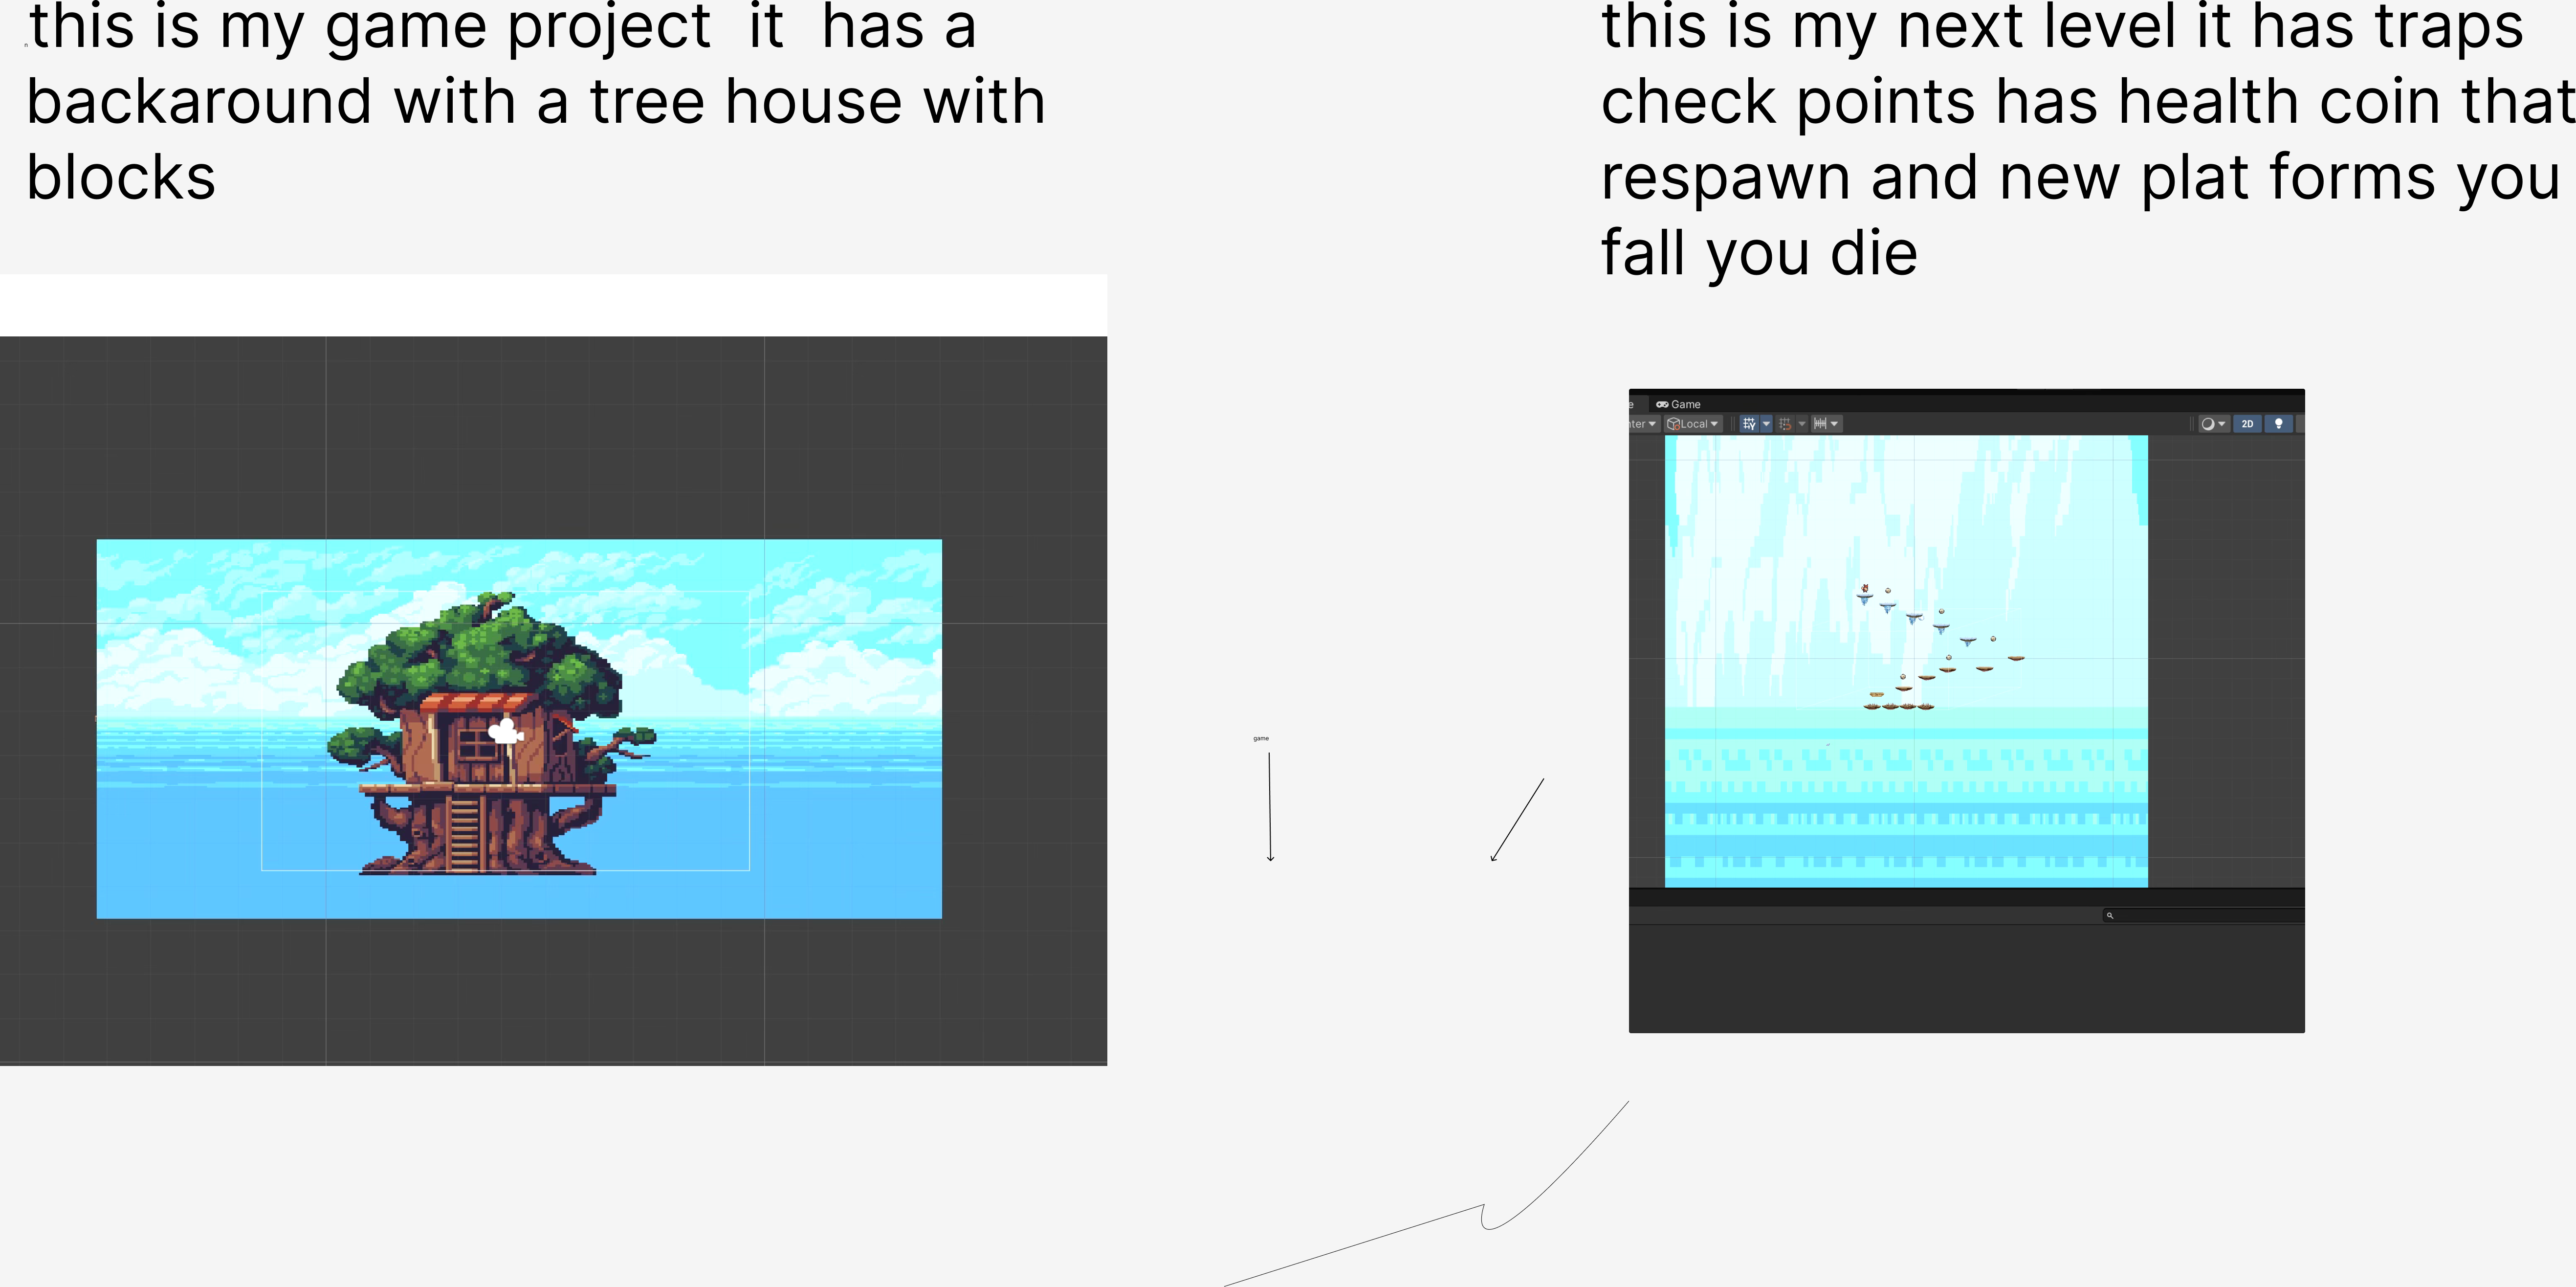 this is my game project it has a
backaround with a tree house with
blocks
this is my next level it has traps
check points has health coin that
respawn and new plat forms you
fall you die
Game
Local
2D
game